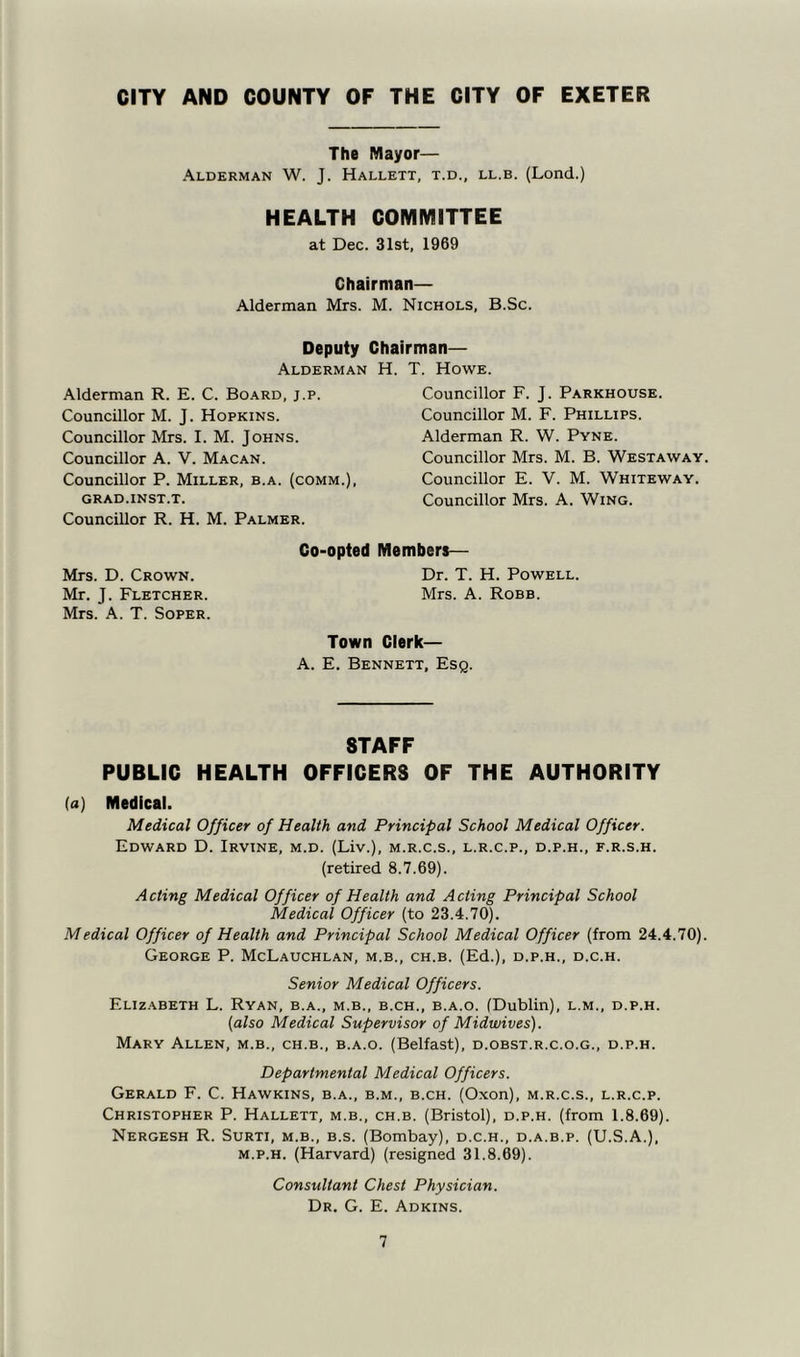 CITY AND COUNTY OF THE CITY OF EXETER
The Mayor—
ALDERMAN W. J. HALLETT, T.D., LL.B. (Lond.)
HEALTH COMMITTEE
at Dec. 31st, 1969
Chairman—
Alderman Mrs. M. NICHOLS, B.Sc.
Deputy Chairman—
ALDERMAN H. T. HOWE.
Alderman R. E. C. BOARD, J.P.
Councillor M. J. HOPKINS.
Councillor Mrs. I. M. JOHNS.
Councillor A. V. MACAN.
Councillor P. MILLER, B.A. (COMM.),
GRAD.INST.T.
Councillor R. H. M. PALMER.
Councillor F. J. PARKHOUSE.
Councillor M. F. PHILLIPS.
Alderman R. W. PYNE.
Councillor Mrs. M. B. WESTAWAY.
Councillor E. V. M. WHITEWAY.
Councillor Mrs. A. WING.
Co-opted Members—
Mrs. D. CROWN.
Mr. J. FLETCHER.
Mrs. A. T. SOPER.
Dr. T. H. POWELL.
Mrs. A. ROBB.
Town Clerk—
A. E. BENNETT, ESQ.
STAFF
PUBLIC HEALTH OFFICERS OF THE AUTHORITY
(a) Medical.
Medical Officer of Health and Principal School Medical Officer.
EDWARD D. IRVINE, M.D. (Liv.), M.R.C.S., L.R.C.P., D.P.H., F.R.S.H.
(retired 8.7.69).
Acting Medical Officer of Health and Acting Principal School
Medical Officer (to 23.4.70).
Medical Officer of Health and Principal School Medical Officer (from 24.4.70).
GEORGE P. MCLAUCHLAN, M.B., CH.B. (Ed.), D.P.H., D.C.H.
Senior Medical Officers.
ELIZABETH L. RYAN, B.A., M.B., B.CH., B.A.O. (Dublin), L.M., D.P.H.
(also Medical Supervisor of Midwives).
MARY ALLEN, M.B., CH.B., B.A.O. (Belfast), D.OBST.R.C.O.G., D.P.H.
Departmental Medical Officers.
GERALD F. C. HAWKINS, B.A., B.M., B.CH. (Oxon), M.R.C.S., L.R.C.P.
CHRISTOPHER P. HALLETT, M.B., CH.B. (Bristol), D.P.H. (from 1.8.69).
NERGESH R. SURTI, M.B., B.S. (Bombay), D.C.H., D.A.B.P. (U.S.A.),
M.P.H. (Harvard) (resigned 31.8.69).
Consultant Chest Physician.
DR. G. E. ADKINS.
7